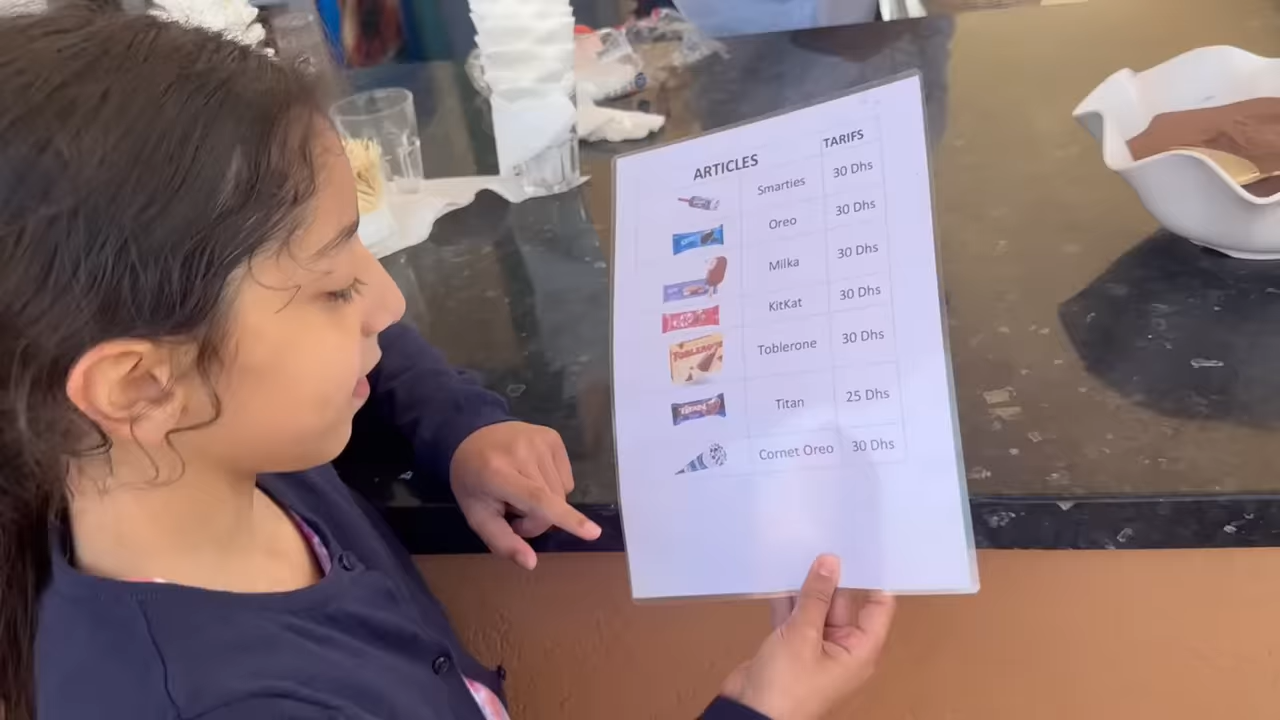 ARTICLES TARIFS
Smarties 30 Dhs
Oreo 30 Dhs
Milka 30 Dhs
KitKat 30 Dhs
TOBLERONE
Toblerone 30 Dhs
Titan 25 Dhs
Cornet Oreo 30 Dhs